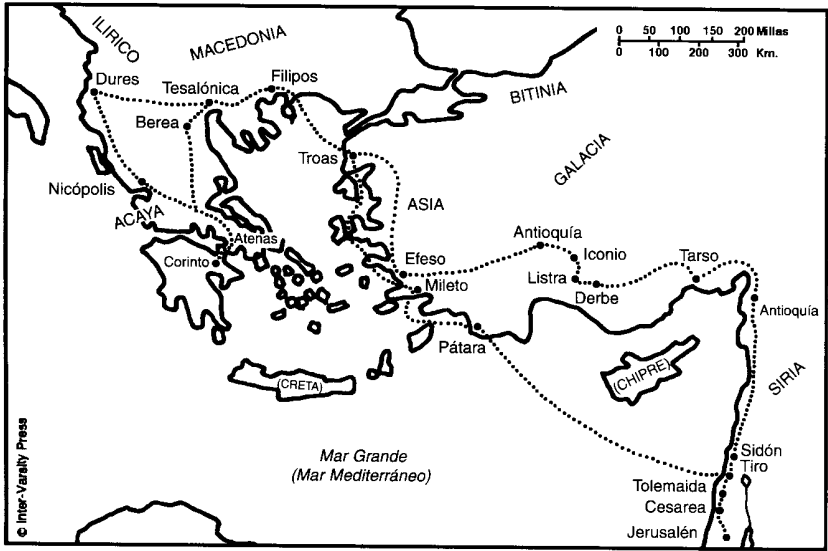 ILIRICO
MACEDONIA
0 50 100 150 200 Millas
0 100 200 300 Km.
Dures
Tesalónica
Filipos
BITINIA
Berea
Troas
GALACIA
Nicópolis
ACAYA
ASIA
Atenas
Corinto
Antioquía
Iconio
Efeso
Tarso
Listra
Mileto
Derbe
Antioquía
Pátara
(CRETA)
(CHIPRE)
SIRIA
Mar Grande
(Mar Mediterráneo)
Sidón
Tiro
Tolemaida
Cesarea
Jerusalén
© Inter-Varsity Press